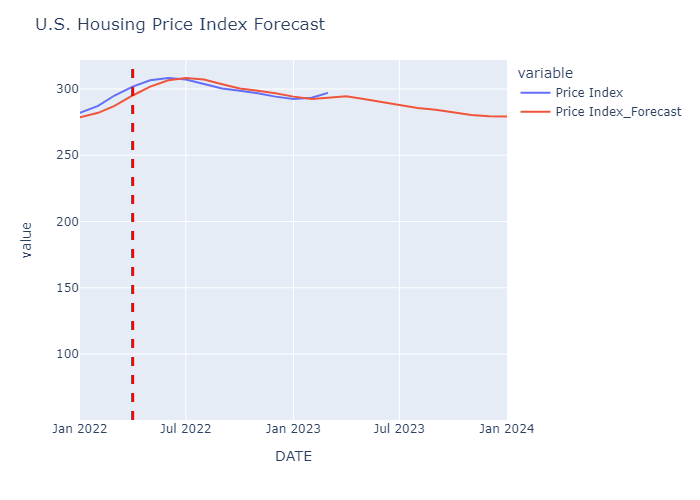 U.S. Housing Price Index Forecast
variable
Price Index
Price Index_Forecast
value
300
250
200
150
100
Jan 2022
Jul 2022
Jan 2023
Jul 2023
Jan 2024
DATE